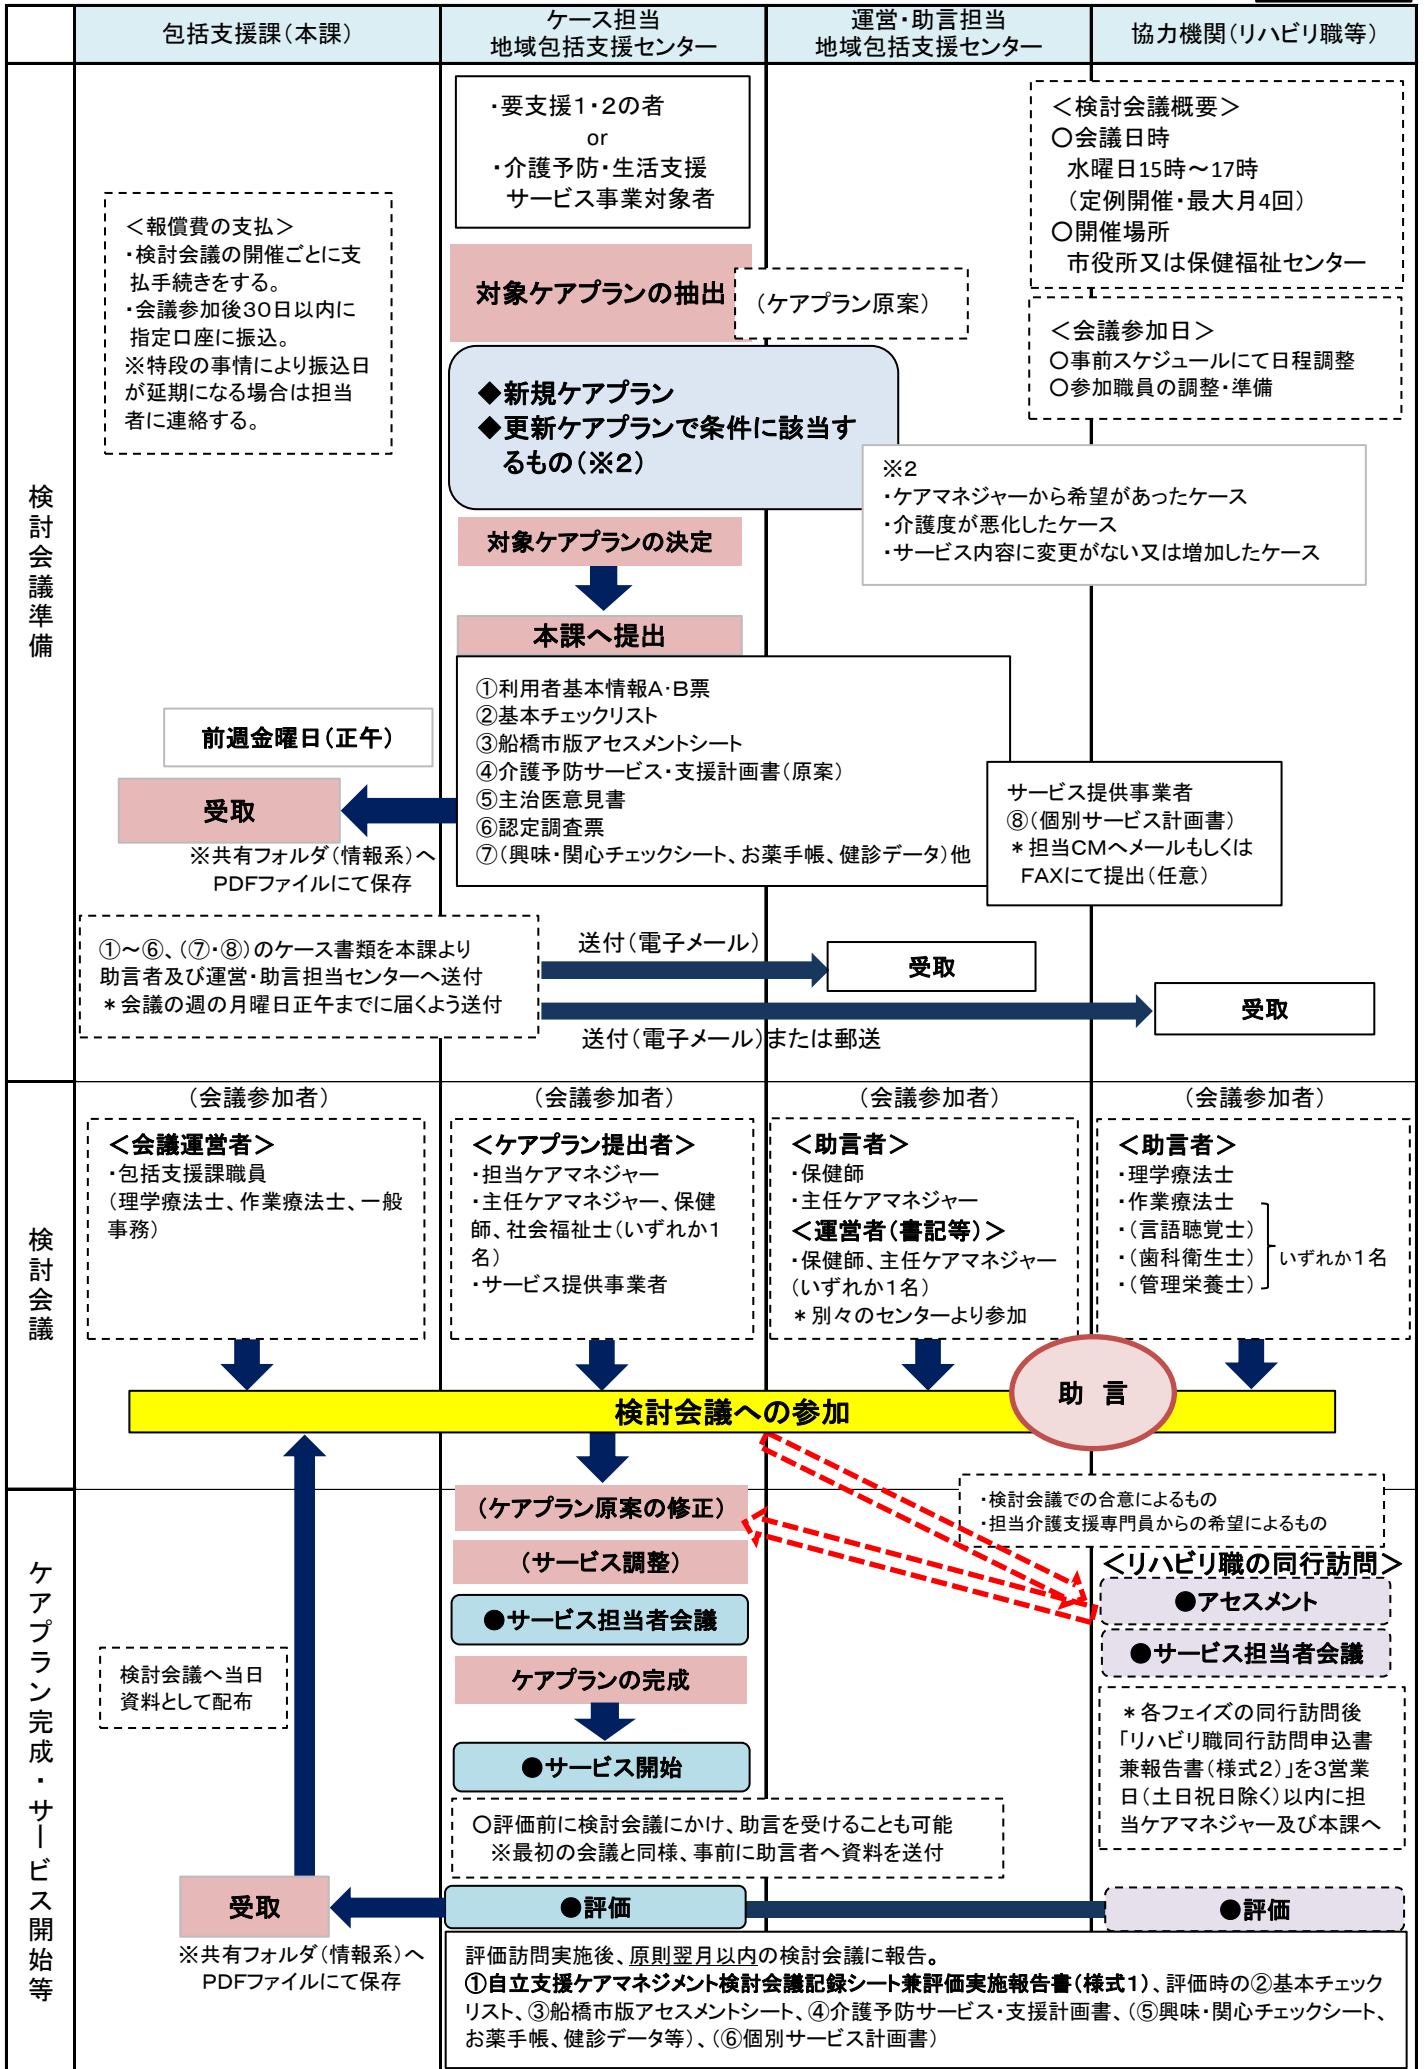 包括支援課(本課)
ケース担当
地域包括支援センター
運営・助言担当
地域包括支援センター
協力機関(リハビリ職等)
検討会議準備
<報償費の支払>
・検討会議の開催ごとに支
払手続きをする。
・会議参加後30日以内に
指定口座に振込。
※特段の事情により振込日
が延期になる場合は担当
者に連絡する。
・要支援1・2の者
or
・介護予防・生活支援
サービス事業対象者
対象ケアプランの抽出
(ケアプラン原案)
<検討会議概要>
○会議日時
水曜日15時～17時
(定例開催・最大月4回)
○開催場所
市役所又は保健福祉センター
<会議参加日>
○事前スケジュールにて日程調整
○参加職員の調整・準備
◆新規ケアプラン
◆更新ケアプランで条件に該当す
るもの(※2)
※2
・ケアマネジャーから希望があったケース
・介護度が悪化したケース
・サービス内容に変更がない又は増加したケース
対象ケアプランの決定
本課へ提出
①利用者基本情報A・B票
②基本チェックリスト
③船橋市版アセスメントシート
④介護予防サービス・支援計画書(原案)
⑤主治医意見書
⑥認定調査票
⑦(興味・関心チェックシート、お薬手帳、健診データ)他
前週金曜日(正午)
受取
※共有フォルダ(情報系)へ
PDFファイルにて保存
サービス提供事業者
⑧(個別サービス計画書)
＊担当CMへメールもしくは
FAXにて提出(任意)
①～⑥、(⑦・⑧)のケース書類を本課より
助言者及び運営・助言担当センターへ送付
＊会議の週の月曜日正午までに届くよう送付
送付(電子メール)
受取
送付(電子メール)または郵送
受取
検討会議
(会議参加者)
<会議運営者>
・包括支援課職員
(理学療法士、作業療法士、一般
事務)
(会議参加者)
<ケアプラン提出者>
・担当ケアマネジャー
・主任ケアマネジャー、保健
師、社会福祉士(いずれか1
名)
・サービス提供事業者
(会議参加者)
<助言者>
・保健師
・主任ケアマネジャー
<運営者(書記等)>
・保健師、主任ケアマネジャー
(いずれか1名)
＊別々のセンターより参加
(会議参加者)
<助言者>
・理学療法士
・作業療法士
・(言語聴覚士)
・(歯科衛生士)
・(管理栄養士)
いずれか1名
助 言
検討会議への参加
ケアプラン完成・サービス開始等
(ケアプラン原案の修正)
(サービス調整)
●サービス担当者会議
ケアプランの完成
●サービス開始
・検討会議での合意によるもの
・担当介護支援専門員からの希望によるもの
<リハビリ職の同行訪問>
●アセスメント
●サービス担当者会議
＊各フェイズの同行訪問後
「リハビリ職同行訪問申込書
兼報告書(様式2)」を3営業
日(土日祝日除く)以内に担
当ケアマネジャー及び本課へ
検討会議へ当日
資料として配布
○評価前に検討会議にかけ、助言を受けることも可能
※最初の会議と同様、事前に助言者へ資料を送付
受取
●評価
●評価
※共有フォルダ(情報系)へ
PDFファイルにて保存
評価訪問実施後、原則翌月以内の検討会議に報告。
①自立支援ケアマネジメント検討会議記録シート兼評価実施報告書(様式1)、評価時の②基本チェック
リスト、③船橋市版アセスメントシート、④介護予防サービス・支援計画書、(⑤興味・関心チェックシート、
お薬手帳、健診データ等)、(⑥個別サービス計画書)